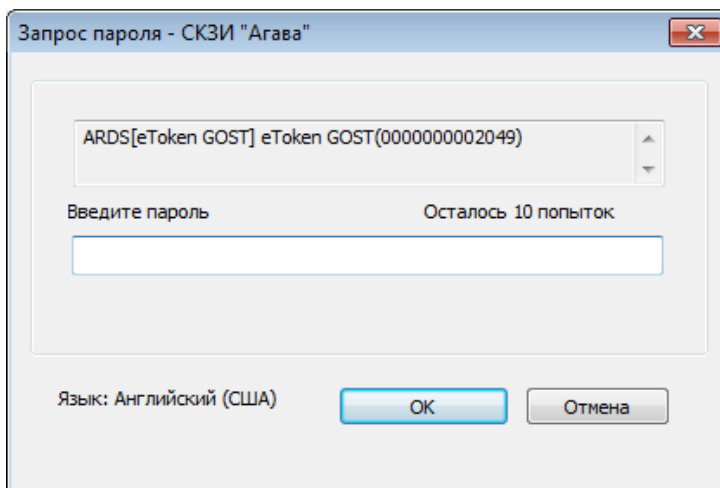 Запрос пароля - СКЗИ "Агава"
ARDS[eToken GOST] eToken GOST(0000000002049)
Введите пароль Осталось 10 попыток
Язык: Английский (США) OK Отмена